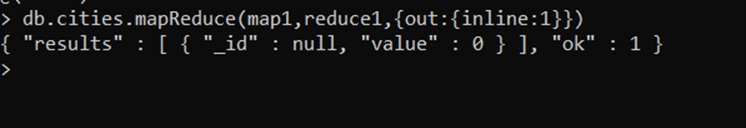 > db.cities.mapReduce(map1,reduce1,{out:{inline:1}})
{ "results" : [ { "_id" : null, "value" : 0 } ], "ok" : 1 }
>